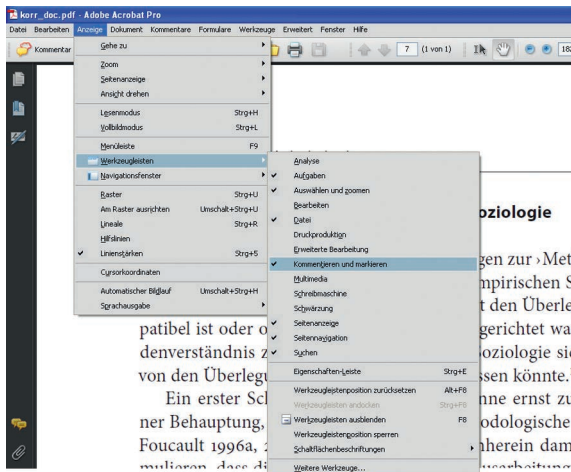 korr_doc.pdf - Adobe Acrobat Pro
Datei Bearbeiten Anzeige Dokument Kommentare Formulare Werkzeuge Erweitert Fenster Hilfe
Kommentar 7 (1 von 1) 182
Gehe zu
Zoom
Seitenanzeige
Ansicht drehen
Lesenmodus Strg+H
Vollbildmodus Strg+L
Menüleiste F9
Werkzeugleisten
Navigationsfenster
Raster Strg+U
Am Raster ausrichten Umschalt+Strg+U
Lineale Strg+R
Hilfslinien
Linienstärken Strg+5
Cursorkoordinaten
Automatischer Bildlauf Umschalt+Strg+H
Sprachausgabe
Analyse
Aufgaben
Auswählen und zoomen
Bearbeiten
Datei
Druckproduktion
Erweiterte Bearbeitung
Kommentieren und markieren
Multimedia
Schreibmaschine
Schwärzung
Seitenanzeige
Seitennavigation
Suchen
Eigenschaften-Leiste Strg+E
Werkzeugleistenposition zurücksetzen Alt+F8
Werkzeugleisten andocken Strg+F8
Werkzeugleisten ausblenden F8
Werkzeugleistenposition sperren
Schaltflächenbeschriftungen
Weitere Werkzeuge...
oziologie
gen zur ›Met
mpirischen S
t den Überle
patibel ist oder o gerichtet wa
denverständnis z oziologie sie
von den Überlegu ssen könnte.
Ein erster Sch nne ernst zu
ner Behauptung, odologische
Foucault 1996a, nherein dam
mulieren, dass di